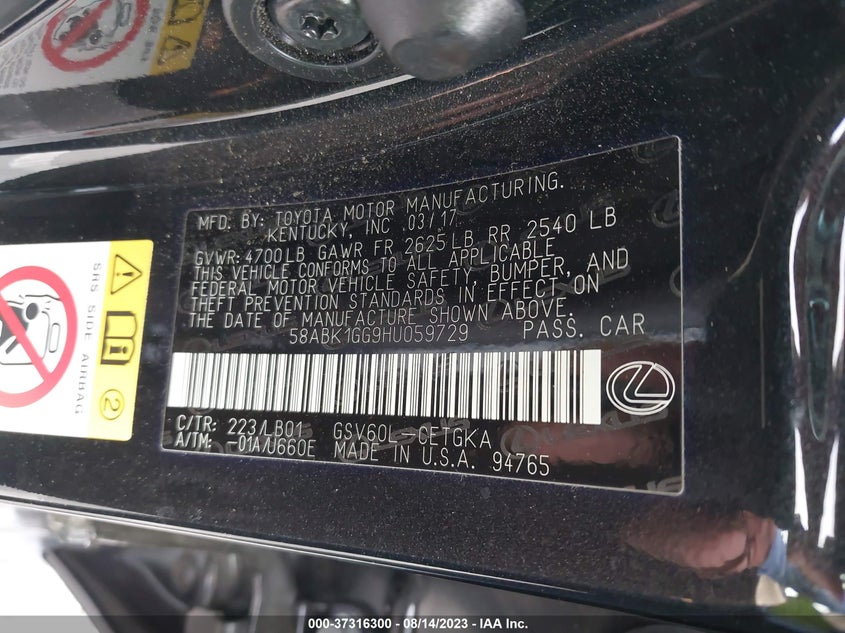 MFD. BY: TOYOTA MOTOR MANUFACTURING.
KENTUCKY, INC 03/17
GVWR: 4700LB GAWR FR 2625LB RR 2540 LB
THIS VEHICLE CONFORMS TO ALL APPLICABLE
FEDERAL MOTOR VEHICLE SAFETY, BUMPER, AND
THEFT PREVENTION STANDARDS IN EFFECT ON
THE DATE OF MANUFACTURE SHOWN ABOVE.
58ABK1GG9HU059729 PASS. CAR
C/TR: 223/LB01 GSV60L-CETGKA
A/TM: -01A/U660E MADE IN U.S.A. 94765
SRS SIDE AIRBAG
2
000-37316300 - 08/14/2023 - IAA Inc.